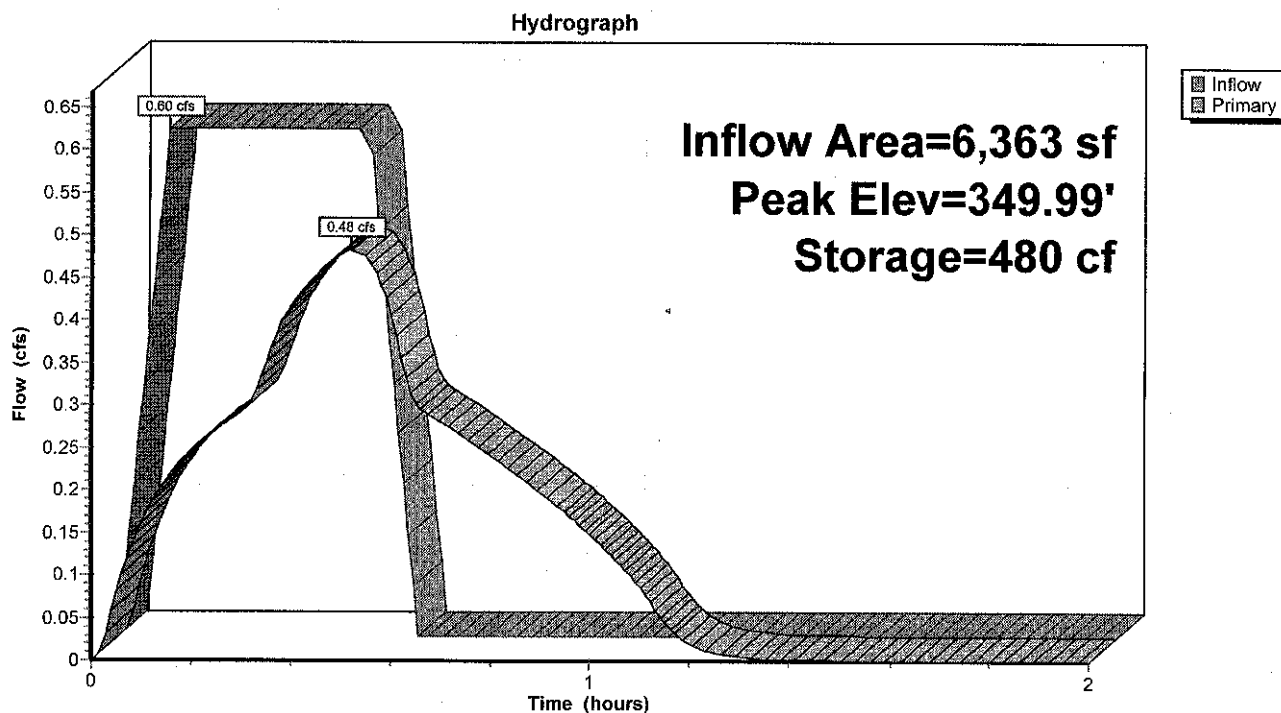 Hydrograph
Inflow
Primary
0.65
0.60 cfs
0.6
0.55
0.5
0.48 cfs
0.45
0.4
0.35
0.3
0.25
0.2
0.15
0.1
0.05
0
Flow (cfs)
Inflow Area=6,363 sf
Peak Elev=349.99'
Storage=480 cf
0
1
2
Time (hours)